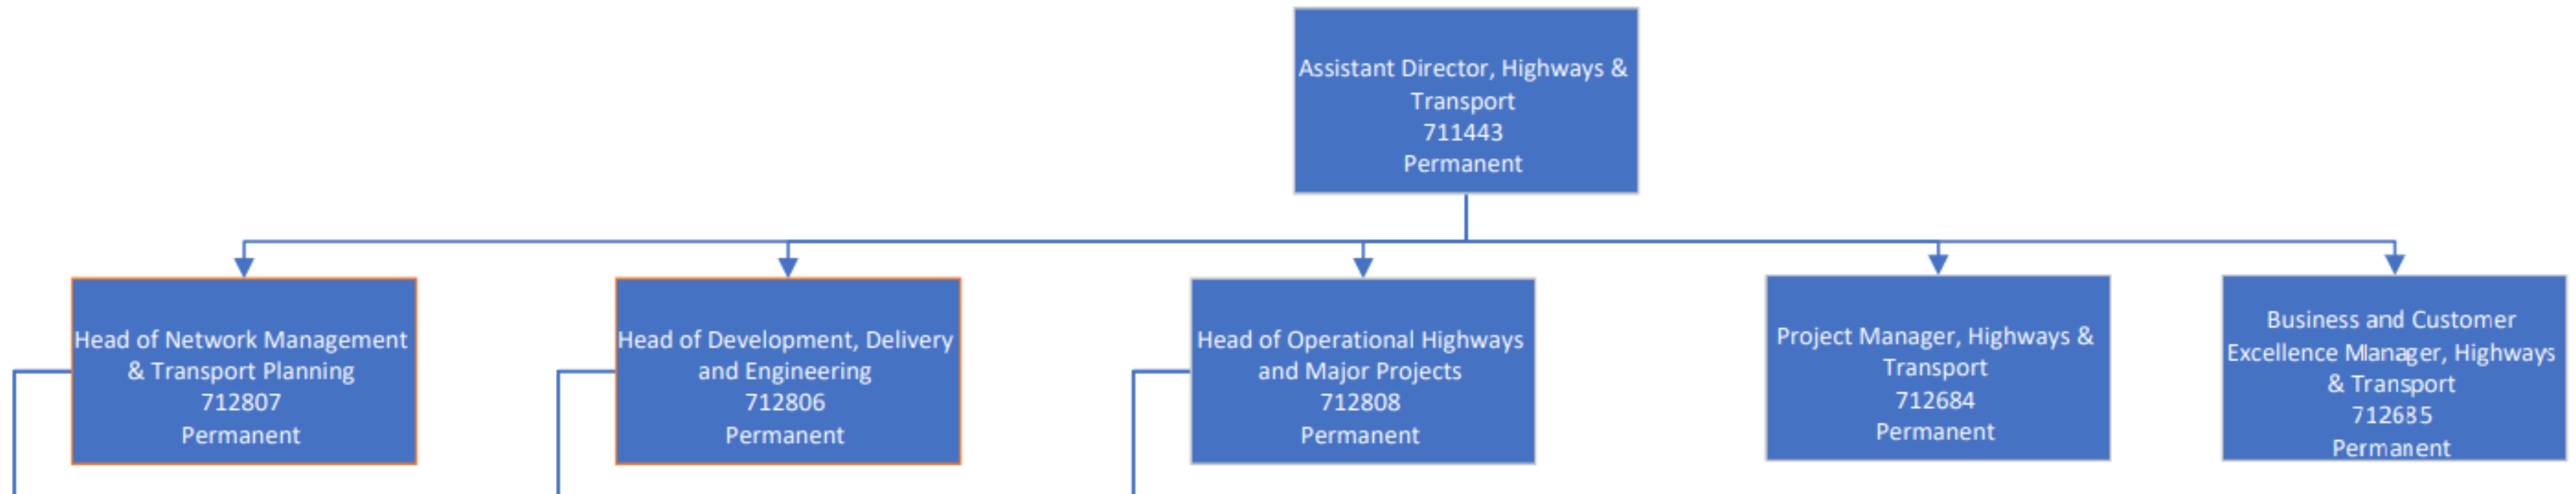 Assistant Director, Highways &
Transport
711443
Permanent
Head of Network Management
& Transport Planning
712807
Permanent
Head of Development, Delivery
and Engineering
712806
Permanent
Head of Operational Highways
and Major Projects
712808
Permanent
Project Manager, Highways &
Transport
712684
Permanent
Business and Customer
Excellence Manager, Highways
& Transport
712685
Permanent